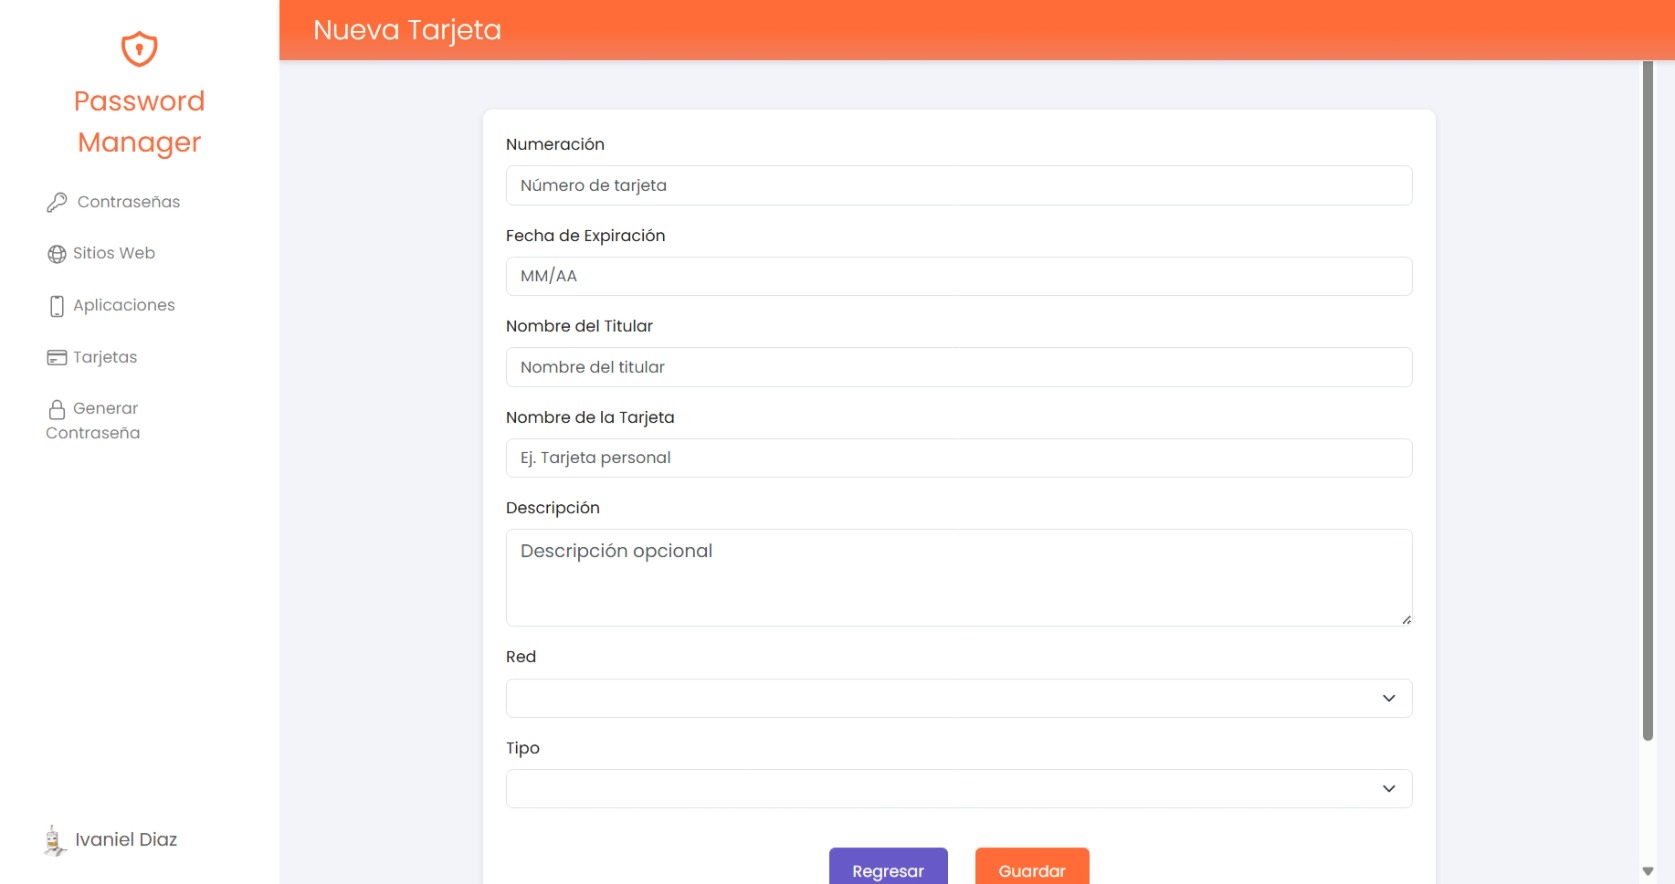 Password
Manager
Contraseñas
Sitios Web
Aplicaciones
Tarjetas
Generar
Contraseña
Ivaniel Diaz
Nueva Tarjeta
Numeración
Número de tarjeta
Fecha de Expiración
MM/AA
Nombre del Titular
Nombre del titular
Nombre de la Tarjeta
Ej. Tarjeta personal
Descripción
Descripción opcional
Red
Tipo
Regresar
Guardar